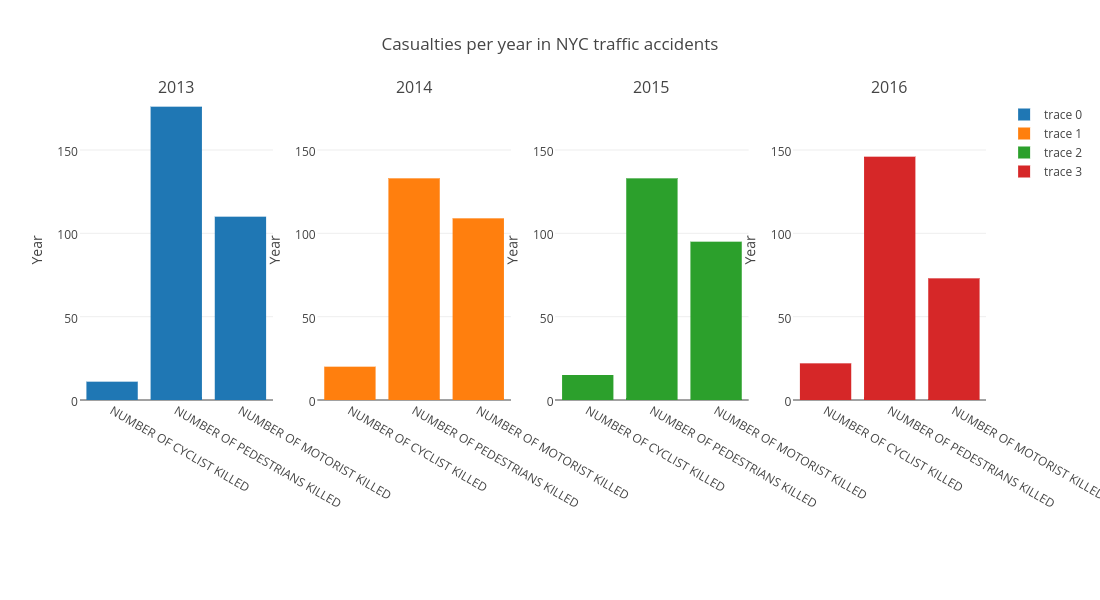 Casualties per year in NYC traffic accidents
2013
2014
2015
2016
trace 0
trace 1
trace 2
trace 3
Year
150
100
50
0
NUMBER OF CYCLIST KILLED
NUMBER OF PEDESTRIANS KILLED
NUMBER OF MOTORIST KILLED
Year
150
100
50
0
NUMBER OF CYCLIST KILLED
NUMBER OF PEDESTRIANS KILLED
NUMBER OF MOTORIST KILLED
Year
150
100
50
0
NUMBER OF CYCLIST KILLED
NUMBER OF PEDESTRIANS KILLED
NUMBER OF MOTORIST KILLED
Year
150
100
50
0
NUMBER OF CYCLIST KILLED
NUMBER OF PEDESTRIANS KILLED
NUMBER OF MOTORIST KILLED